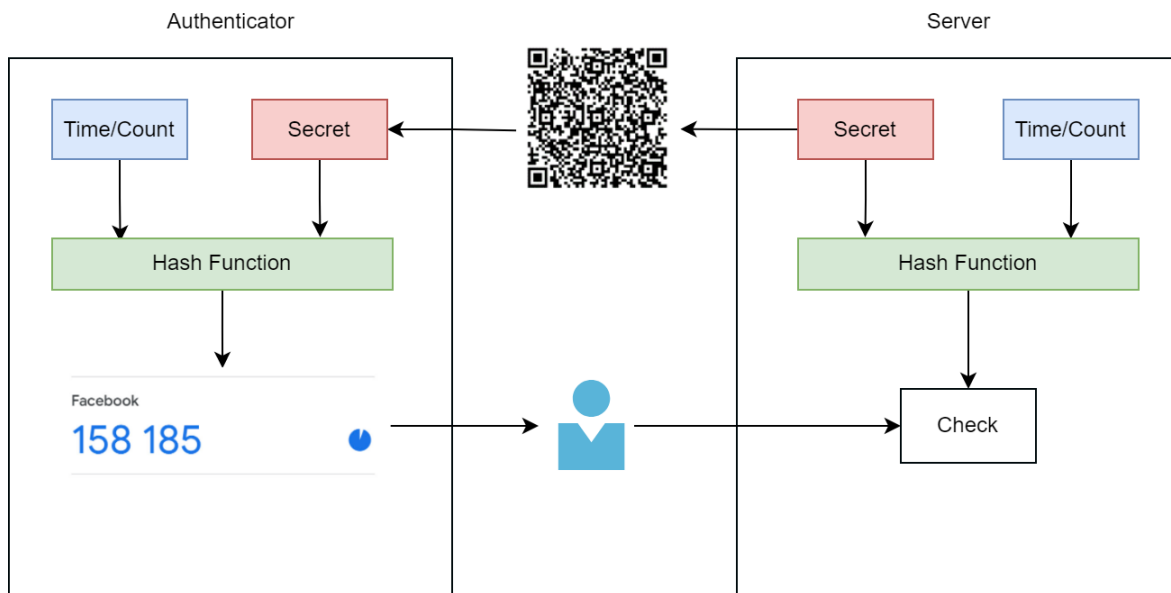 Authenticator
Server
Time/Count
Secret
Secret
Time/Count
Hash Function
Hash Function
Facebook
158 185
Check